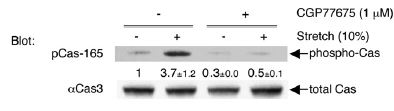 - + CGP77675 (1 μM)
Blot: - + - + Stretch (10%)
pCas-165 phospho-Cas
1 3.7±1.2 0.3±0.0 0.5±0.1
αCas3 total Cas